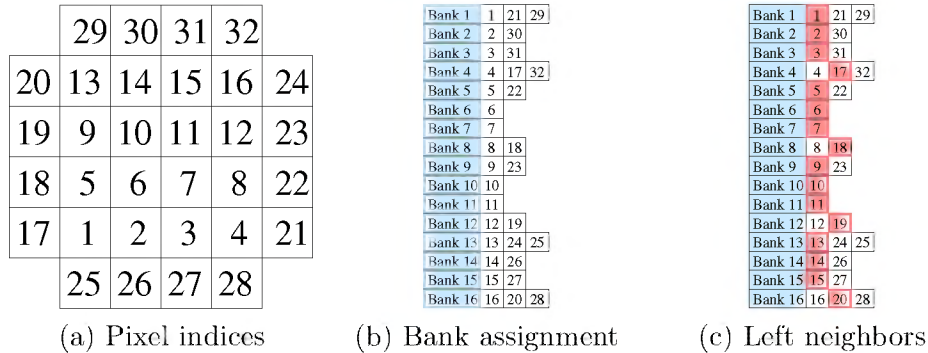 29 30 31 32
20 13 14 15 16 24
19 9 10 11 12 23
18 5 6 7 8 22
17 1 2 3 4 21
25 26 27 28
(a) Pixel indices
Bank 1 1 21 29
Bank 2 2 30
Bank 3 3 31
Bank 4 4 17 32
Bank 5 5 22
Bank 6 6
Bank 7 7
Bank 8 8 18
Bank 9 9 23
Bank 10 10
Bank 11 11
Bank 12 12 19
Bank 13 13 24 25
Bank 14 14 26
Bank 15 15 27
Bank 16 16 20 28
(b) Bank assignment
Bank 1 1 21 29
Bank 2 2 30
Bank 3 3 31
Bank 4 4 17 32
Bank 5 5 22
Bank 6 6
Bank 7 7
Bank 8 8 18
Bank 9 9 23
Bank 10 10
Bank 11 11
Bank 12 12 19
Bank 13 13 24 25
Bank 14 14 26
Bank 15 15 27
Bank 16 16 20 28
(c) Left neighbors